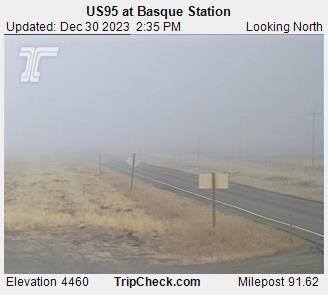 US95 at Basque Station
Updated: Dec 30 2023 2:35 PM Looking North
Elevation 4460 TripCheck.com Milepost 91.62